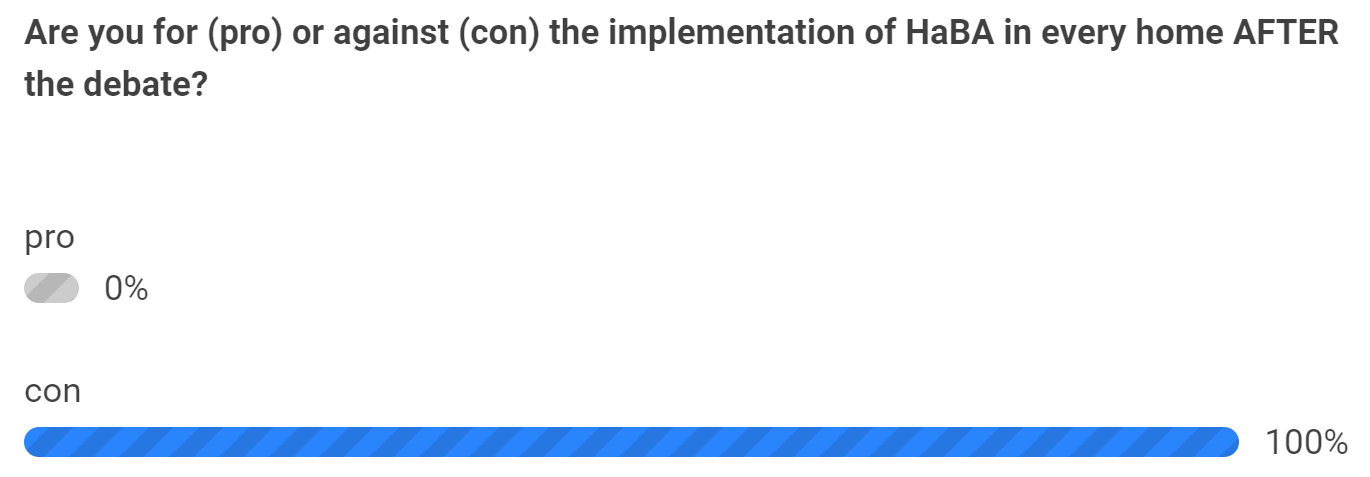 Are you for (pro) or against (con) the implementation of HaBA in every home AFTER
the debate?
pro
0%
con
100%